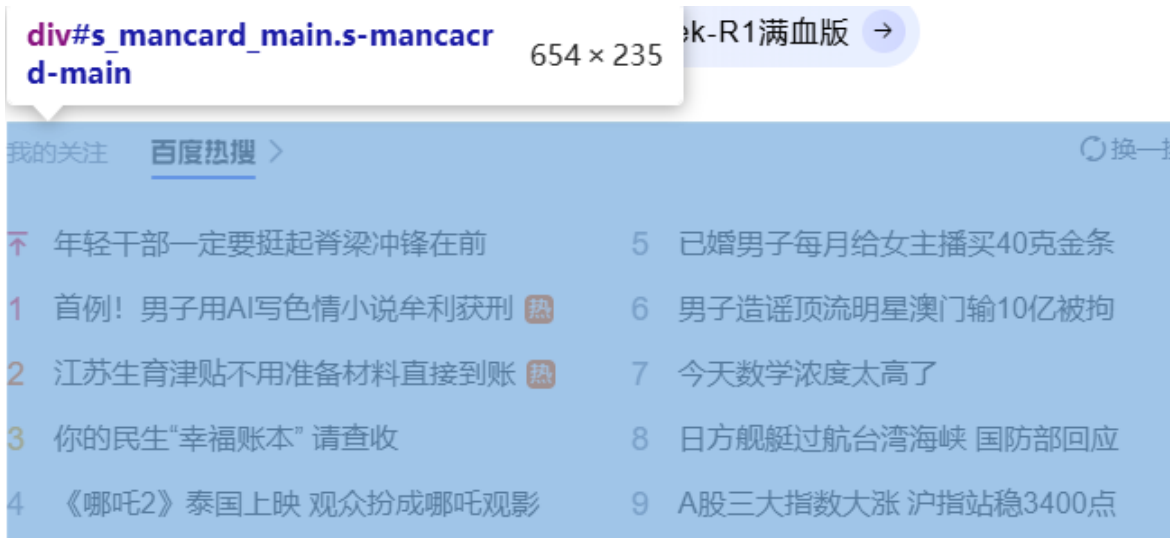 div#s_mancard_main.s-mancacr
d-main
654 × 235
k-R1满血版 →
我的关注 百度热搜 >
换一
年轻干部一定要挺起脊梁冲锋在前
1 首例！男子用AI写色情小说牟利获刑 热
2 江苏生育津贴不用准备材料直接到账 热
3 你的民生“幸福账本” 请查收
4 《哪吒2》泰国上映 观众扮成哪吒观影
5 已婚男子每月给女主播买40克金条
6 男子造谣顶流明星澳门输10亿被拘
7 今天数学浓度太高了
8 日方舰艇过航台湾海峡 国防部回应
9 A股三大指数大涨 沪指站稳3400点